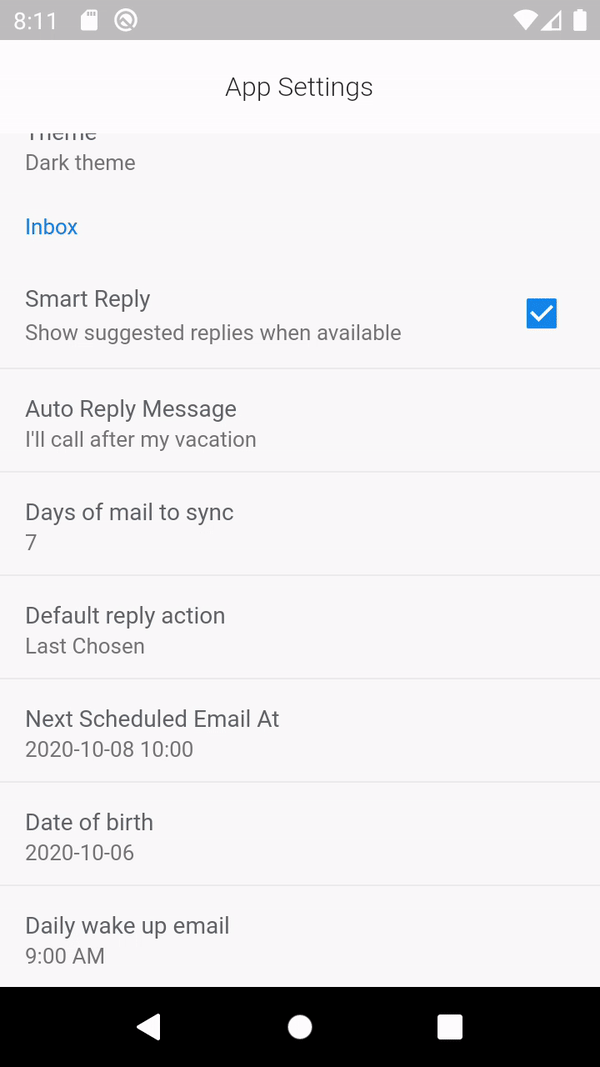 8:11
App Settings
Theme
Dark theme
Inbox
Smart Reply
Show suggested replies when available
Auto Reply Message
I'll call after my vacation
Days of mail to sync
7
Default reply action
Last Chosen
Next Scheduled Email At
2020-10-08 10:00
Date of birth
2020-10-06
Daily wake up email
9:00 AM